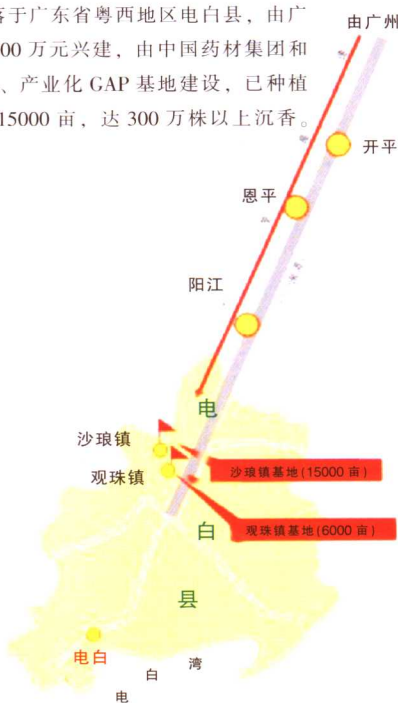 落于广东省粤西地区电白县，由广
00 万元兴建，由中国药材集团和
、产业化 GAP 基地建设，已种植
15000 亩，达 300 万株以上沉香。
由广州
开平
恩平
阳江
电
沙琅镇
沙琅镇基地(15000 亩)
观珠镇
白
观珠镇基地(6000 亩)
县
电白
电 白 湾